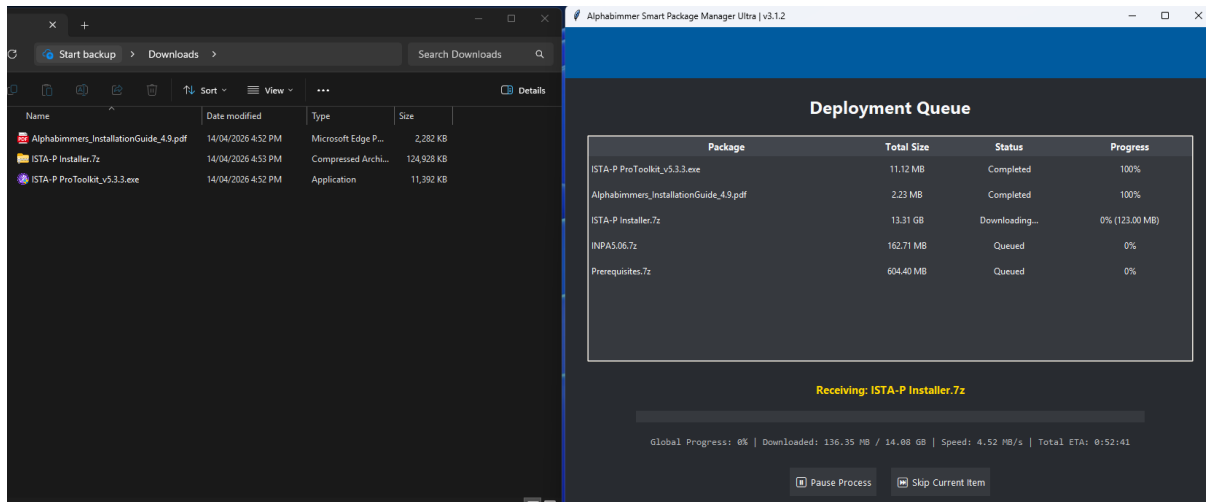 Start backup > Downloads >
Search Downloads
Sort
View
Details
Name Date modified Type Size
Alphabimmers_InstallationGuide_4.9.pdf 14/04/2026 4:52 PM Microsoft Edge P... 2,282 KB
ISTA-P Installer.7z 14/04/2026 4:53 PM Compressed Archi... 124,928 KB
ISTA-P ProToolkit_v5.3.3.exe 14/04/2026 4:52 PM Application 11,392 KB
Alphabimmer Smart Package Manager Ultra | v3.1.2
Deployment Queue
Package Total Size Status Progress
ISTA-P ProToolkit_v5.3.3.exe 11.12 MB Completed 100%
Alphabimmers_InstallationGuide_4.9.pdf 2.23 MB Completed 100%
ISTA-P Installer.7z 13.31 GB Downloading... 0% (123.00 MB)
INPA5.06.7z 162.71 MB Queued 0%
Prerequisites.7z 604.40 MB Queued 0%
Receiving: ISTA-P Installer.7z
Global Progress: 0% | Downloaded: 136.35 MB / 14.08 GB | Speed: 4.52 MB/s | Total ETA: 0:52:41
Pause Process
Skip Current Item